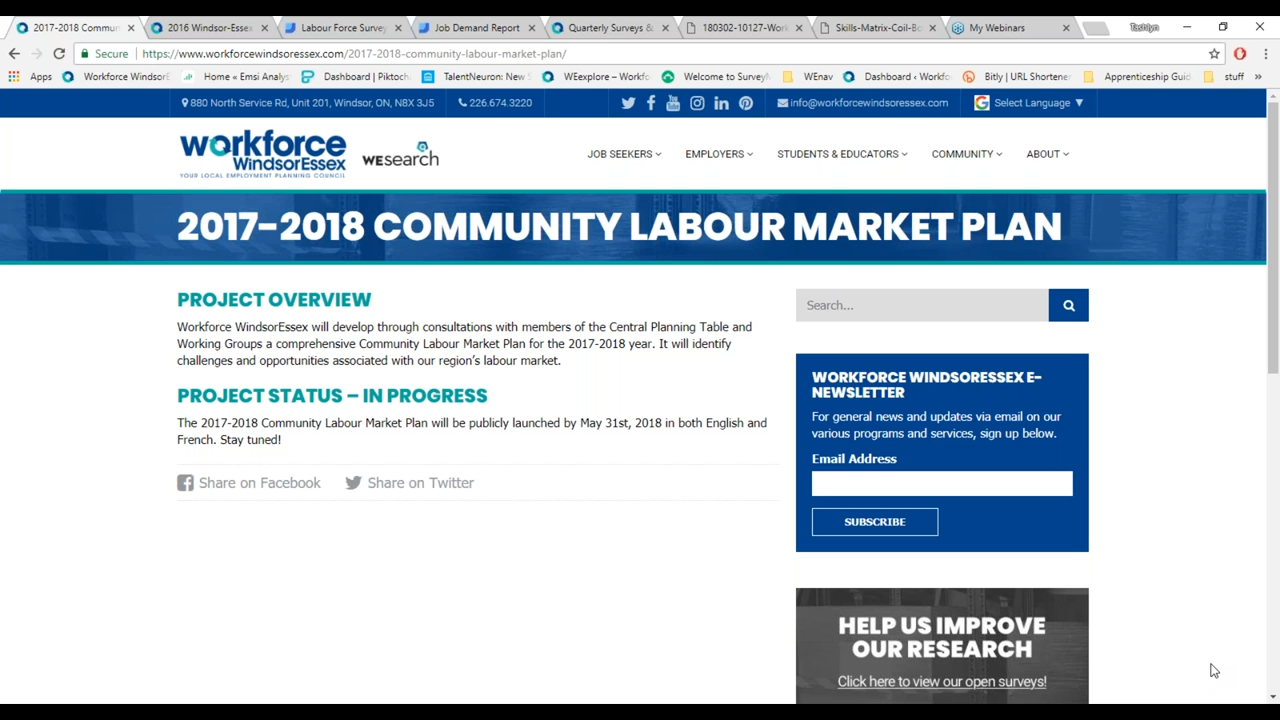 2017-2018 Commun
2016 Windsor-Essex
Labour Force Survey
Job Demand Report
Quarterly Surveys &
180302-10127-Work
Skills-Matrix-Coil-Bo
My Webinars
Tashlyn
Secure
https://www.workforcewindsoressex.com/2017-2018-community-labour-market-plan/
Apps
Workforce WindsorE
Home « Emsi Analys
Dashboard | Piktoch
TalentNeuron: New S
WExplore – Workfo
Welcome to SurveyM
WEnav
Dashboard ‹ Workfo
Bitly | URL Shortener
Apprenticeship Guid
stuff
»
880 North Service Rd, Unit 201, Windsor, ON, N8X 3J5
226.674.3220
info@workforcewindsoressex.com
Select Language ▼
workforce
WindsorEssex
YOUR LOCAL EMPLOYMENT PLANNING COUNCIL
WEsearch
JOB SEEKERS
EMPLOYERS
STUDENTS & EDUCATORS
COMMUNITY
ABOUT
2017-2018 COMMUNITY LABOUR MARKET PLAN
PROJECT OVERVIEW
Workforce WindsorEssex will develop through consultations with members of the Central Planning Table and
Working Groups a comprehensive Community Labour Market Plan for the 2017-2018 year. It will identify
challenges and opportunities associated with our region's labour market.
PROJECT STATUS – IN PROGRESS
The 2017-2018 Community Labour Market Plan will be publicly launched by May 31st, 2018 in both English and
French. Stay tuned!
Share on Facebook
Share on Twitter
Search...
WORKFORCE WINDSORESSEX E-
NEWSLETTER
For general news and updates via email on our
various programs and services, sign up below.
Email Address
SUBSCRIBE
HELP US IMPROVE
OUR RESEARCH
Click here to view our open surveys!